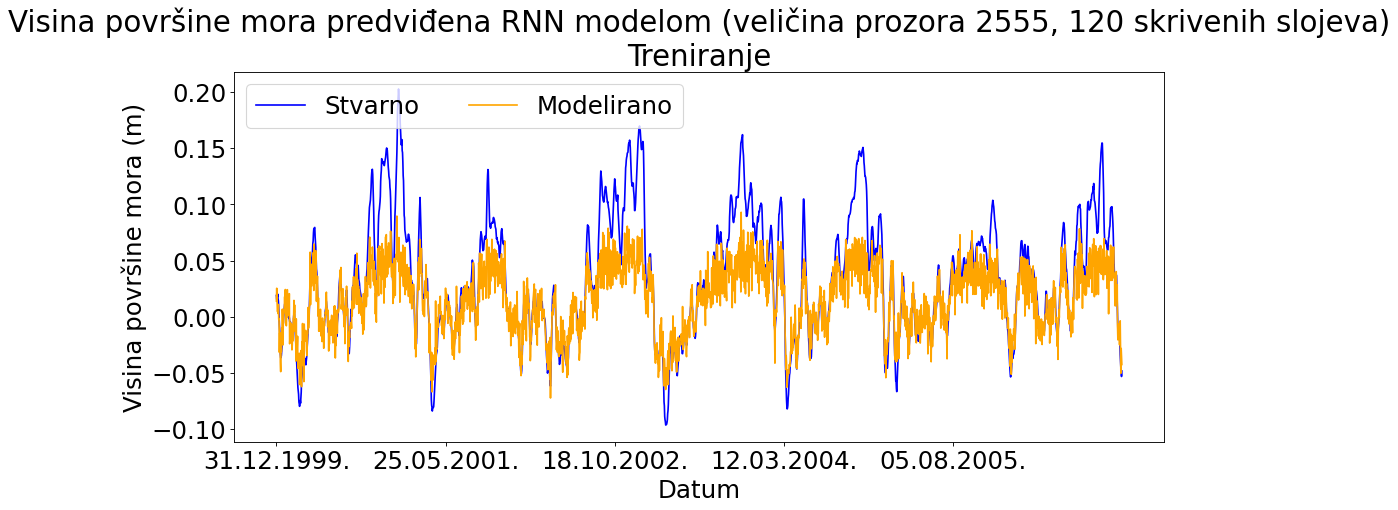 Visina površine mora predviđena RNN modelom (veličina prozora 2555, 120 skrivenih slojeva)
Treniranje
Stvarno Modelirano
Visina površine mora (m)
0.20
0.15
0.10
0.05
0.00
−0.05
−0.10
31.12.1999. 25.05.2001. 18.10.2002. 12.03.2004. 05.08.2005.
Datum